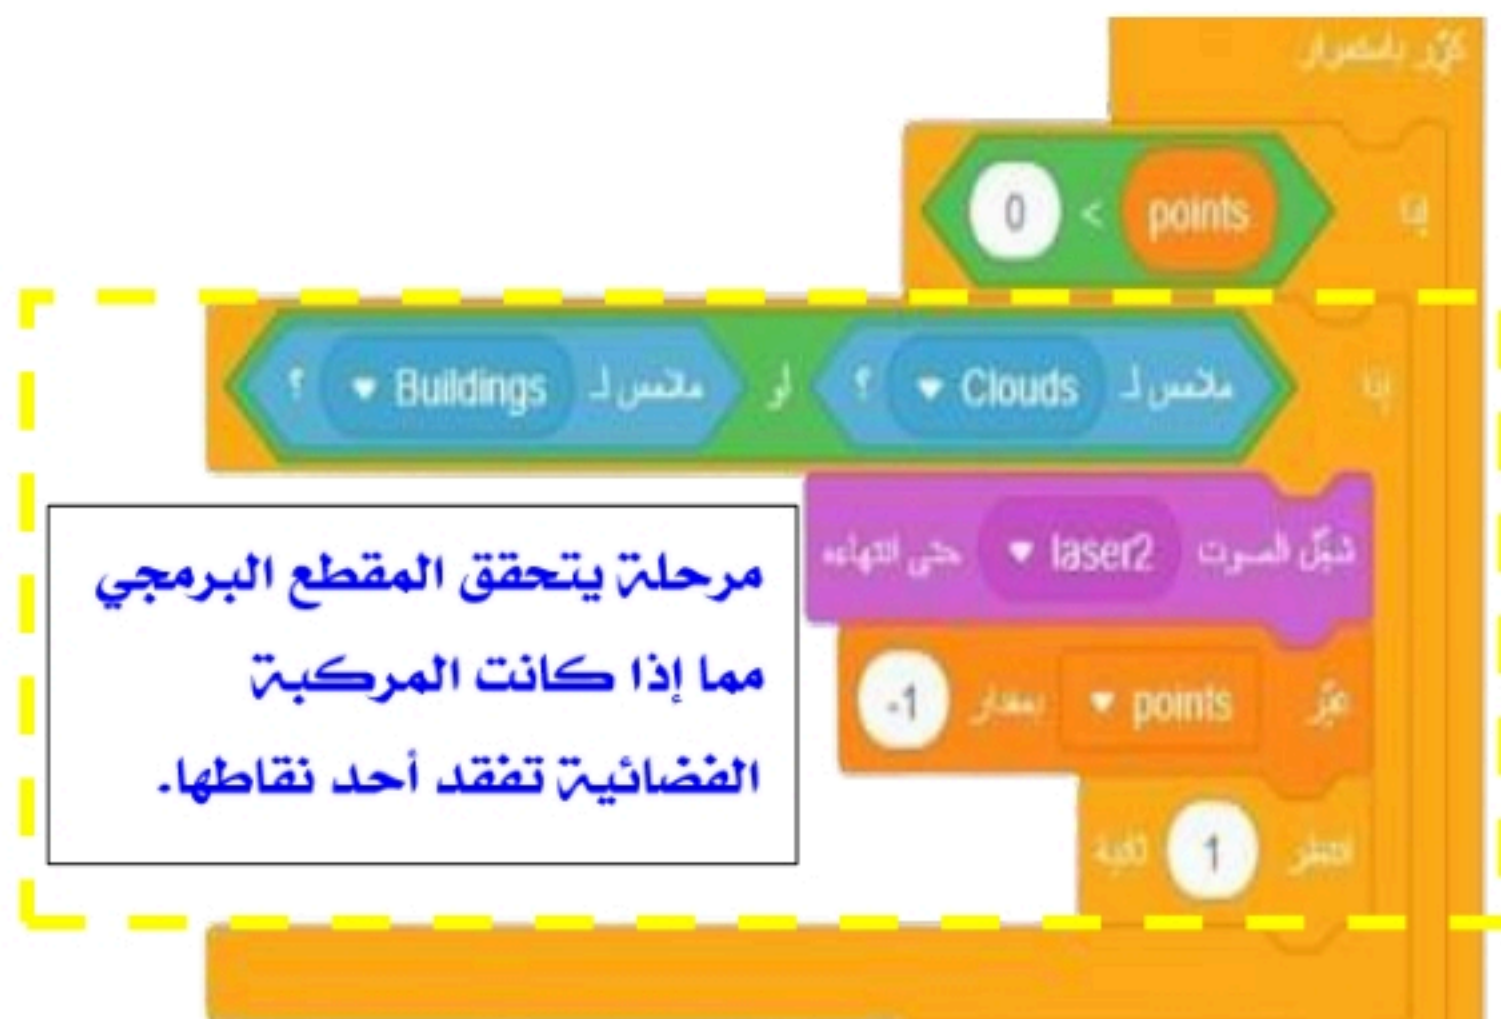 كرّر باستمرار
إذا points < 0
إذا ملامس لـ Clouds ؟ أو ملامس لـ Buildings ؟
شغّل الصوت laser2 حتى انتهاءه
غيّر points بمقدار -1
انتظر 1 ثانية
مرحلة يتحقق المقطع البرمجي
مما إذا كانت المركبة
الفضائية تفقد أحد نقاطها.